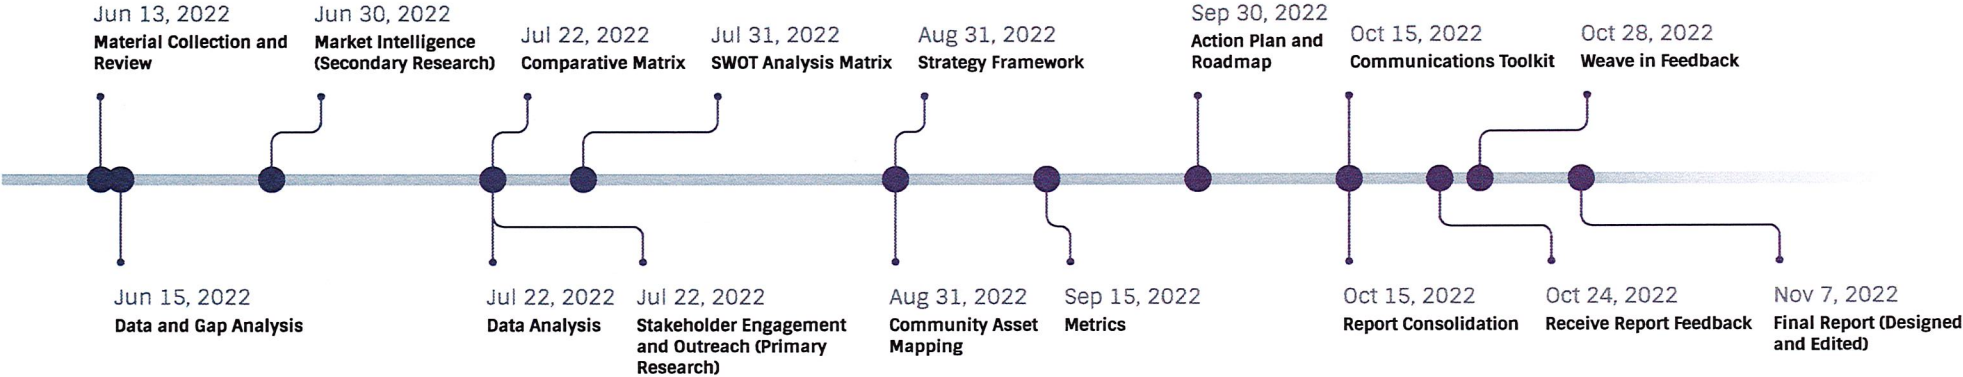 Jun 13, 2022
Material Collection and
Review
Jun 30, 2022
Market Intelligence
(Secondary Research)
Jul 22, 2022
Comparative Matrix
Jul 31, 2022
SWOT Analysis Matrix
Aug 31, 2022
Strategy Framework
Sep 30, 2022
Action Plan and
Roadmap
Oct 15, 2022
Communications Toolkit
Oct 28, 2022
Weave in Feedback
Jun 15, 2022
Data and Gap Analysis
Jul 22, 2022
Data Analysis
Jul 22, 2022
Stakeholder Engagement
and Outreach (Primary
Research)
Aug 31, 2022
Community Asset
Mapping
Sep 15, 2022
Metrics
Oct 15, 2022
Report Consolidation
Oct 24, 2022
Receive Report Feedback
Nov 7, 2022
Final Report (Designed
and Edited)